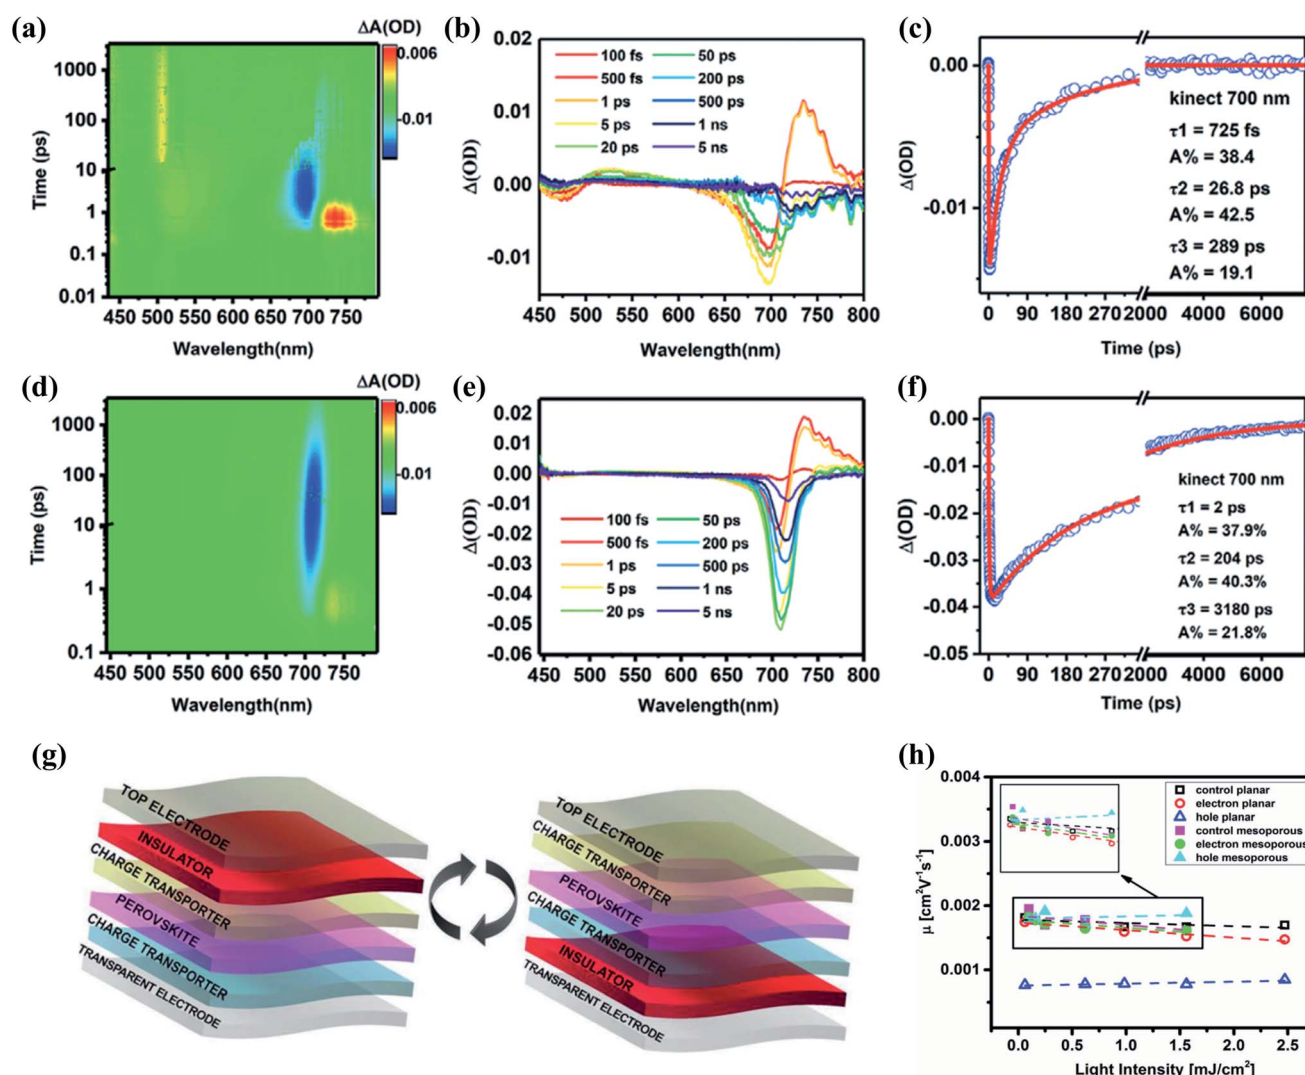 (a)
ΔA(OD)
0.006
-0.01
1000
100
10
1
0.1
0.01
Time (ps)
450 500 550 600 650 700 750
Wavelength(nm)
(b)
0.02
0.01
0.00
-0.01
Δ(OD)
100 fs
500 fs
1 ps
5 ps
20 ps
50 ps
200 ps
500 ps
1 ns
5 ns
450 500 550 600 650 700 750 800
Wavelength(nm)
(c)
0.00
-0.01
Δ(OD)
kinect 700 nm
τ1 = 725 fs
A% = 38.4
τ2 = 26.8 ps
A% = 42.5
τ3 = 289 ps
A% = 19.1
0 90 180 270 4000 6000
Time (ps)
(d)
ΔA(OD)
0.006
-0.01
1000
100
10
1
0.1
Time (ps)
450 500 550 600 650 700 750
Wavelength(nm)
(e)
0.02
0.02
0.01
0.00
-0.01
-0.02
-0.03
-0.04
-0.05
-0.06
Δ(OD)
100 fs
500 fs
1 ps
5 ps
20 ps
50 ps
200 ps
500 ps
1 ns
5 ns
450 500 550 600 650 700 750 800
Wavelength(nm)
(f)
0.00
-0.01
-0.02
-0.03
-0.04
-0.05
Δ(OD)
kinect 700 nm
τ1 = 2 ps
A% = 37.9%
τ2 = 204 ps
A% = 40.3%
τ3 = 3180 ps
A% = 21.8%
0 90 180 270 4000 6000
Time (ps)
(g)
TOP ELECTRODE
INSULATOR
CHARGE TRANSPORTER
PEROVSKITE
CHARGE TRANSPORTER
TRANSPARENT ELECTRODE
TOP ELECTRODE
CHARGE TRANSPORTER
PEROVSKITE
CHARGE TRANSPORTER
INSULATOR
TRANSPARENT ELECTRODE
(h)
0.004
0.003
0.002
0.001
μ [cm²V⁻¹s⁻¹]
control planar
electron planar
hole planar
control mesoporous
electron mesoporous
hole mesoporous
0.0 0.5 1.0 1.5 2.0 2.5
Light Intensity [mJ/cm²]